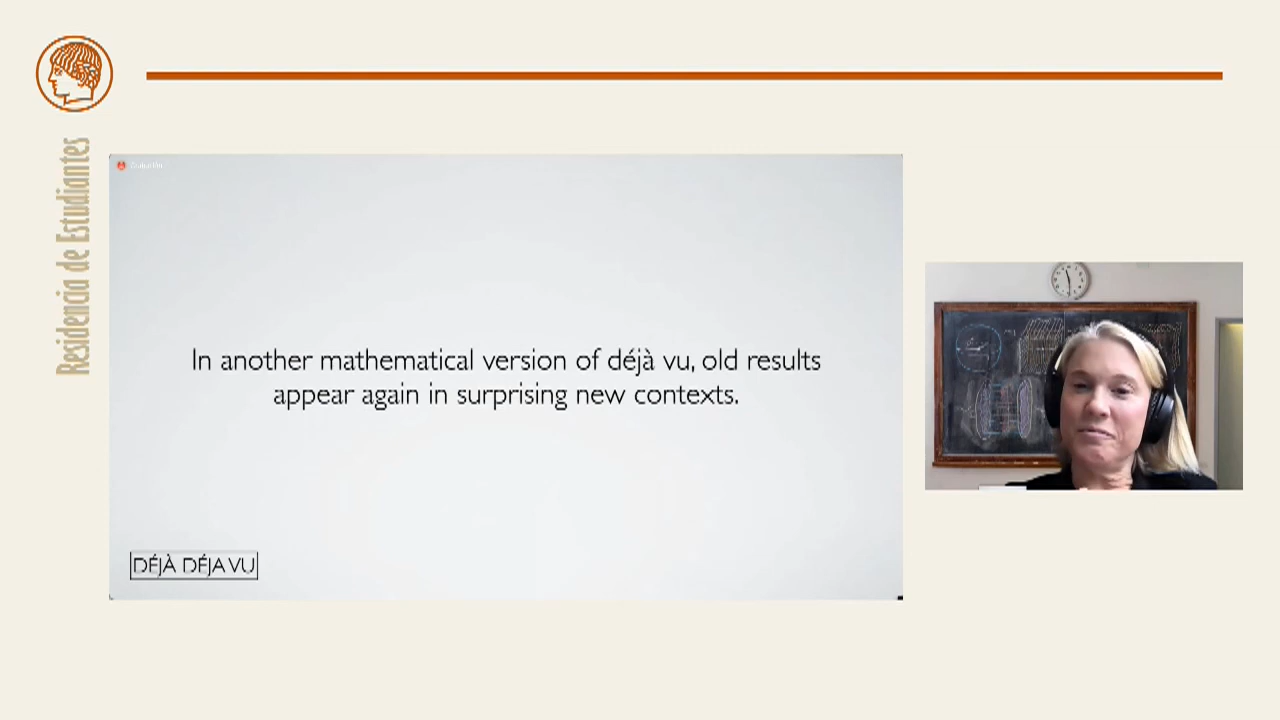 Residencia de Estudiantes
In another mathematical version of déjà vu, old results
appear again in surprising new contexts.
DÉJÀ DÉJA VU